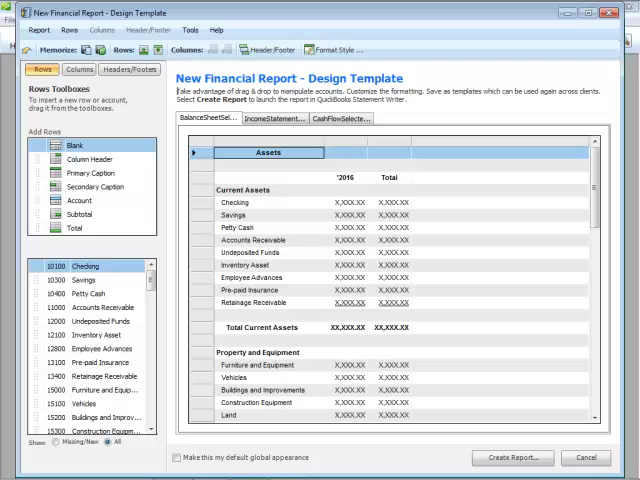 New Financial Report - Design Template
Report Rows Columns Header/Footer Tools Help
Memorize: Rows: Columns: Header/Footer Format Style ...
Rows Columns Headers/Footers
Rows Toolboxes
To insert a new row or account,
drag it from the toolboxes.
Add Rows
Blank
Column Header
Primary Caption
Secondary Caption
Account
Subtotal
Total
10100 Checking
10300 Savings
10400 Petty Cash
11000 Accounts Receivable
12000 Undeposited Funds
12100 Inventory Asset
12800 Employee Advances
13100 Pre-paid Insurance
13400 Retainage Receivable
15000 Furniture and Equip...
15100 Vehicles
15200 Buildings and Improv...
15300 Construction Equipm...
Show: Missing/New All
New Financial Report - Design Template
Take advantage of drag & drop to manipulate accounts. Customize the formatting. Save as templates which can be used again across clients.
Select Create Report to launch the report in QuickBooks Statement Writer.
BalanceSheetSel... IncomeStatement... CashFlowSelecte...
Assets
'2016 Total
Current Assets
Checking X,XXX.XX X,XXX.XX
Savings X,XXX.XX X,XXX.XX
Petty Cash X,XXX.XX X,XXX.XX
Accounts Receivable X,XXX.XX X,XXX.XX
Undeposited Funds X,XXX.XX X,XXX.XX
Inventory Asset X,XXX.XX X,XXX.XX
Employee Advances X,XXX.XX X,XXX.XX
Pre-paid Insurance X,XXX.XX X,XXX.XX
Retainage Receivable X,XXX.XX X,XXX.XX
Total Current Assets XX,XXX.XX XX,XXX.XX
Property and Equipment
Furniture and Equipment X,XXX.XX X,XXX.XX
Vehicles X,XXX.XX X,XXX.XX
Buildings and Improvements X,XXX.XX X,XXX.XX
Construction Equipment X,XXX.XX X,XXX.XX
Land X,XXX.XX X,XXX.XX
Make this my default global appearance
Create Report... Cancel